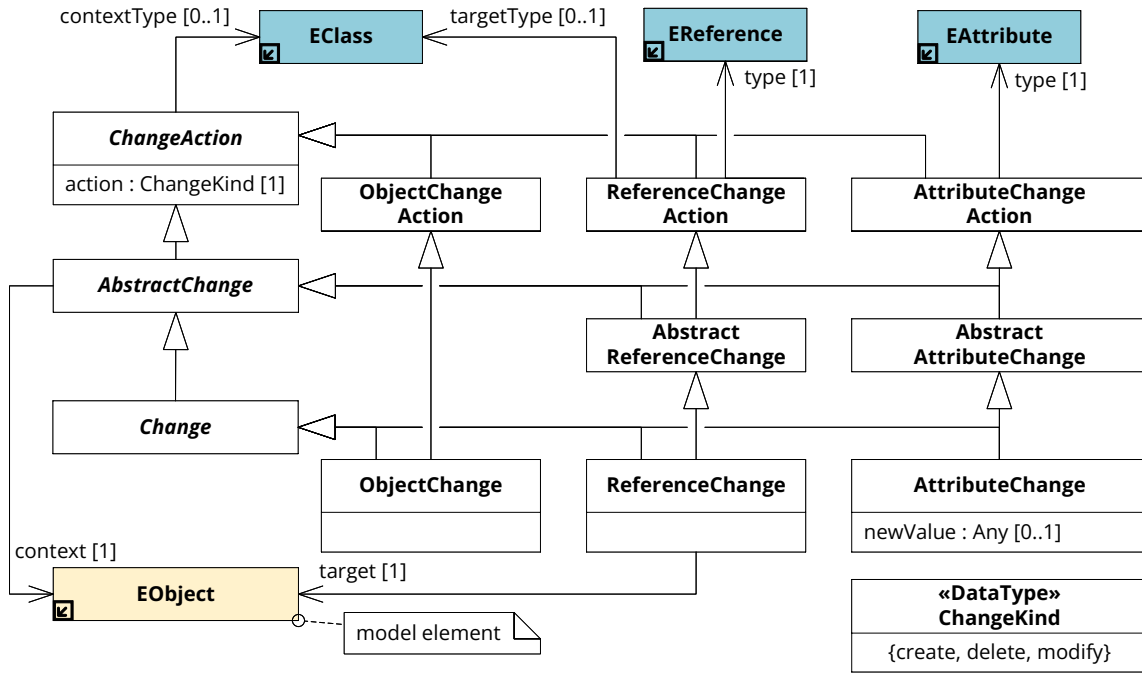 contextType [0..1]
EClass
targetType [0..1]
EReference
EAttribute
type [1]
type [1]
ChangeAction
action : ChangeKind [1]
ObjectChange
Action
ReferenceChange
Action
AttributeChange
Action
AbstractChange
Abstract
ReferenceChange
Abstract
AttributeChange
Change
ObjectChange
ReferenceChange
AttributeChange
newValue : Any [0..1]
context [1]
EObject
target [1]
model element
«DataType»
ChangeKind
{create, delete, modify}